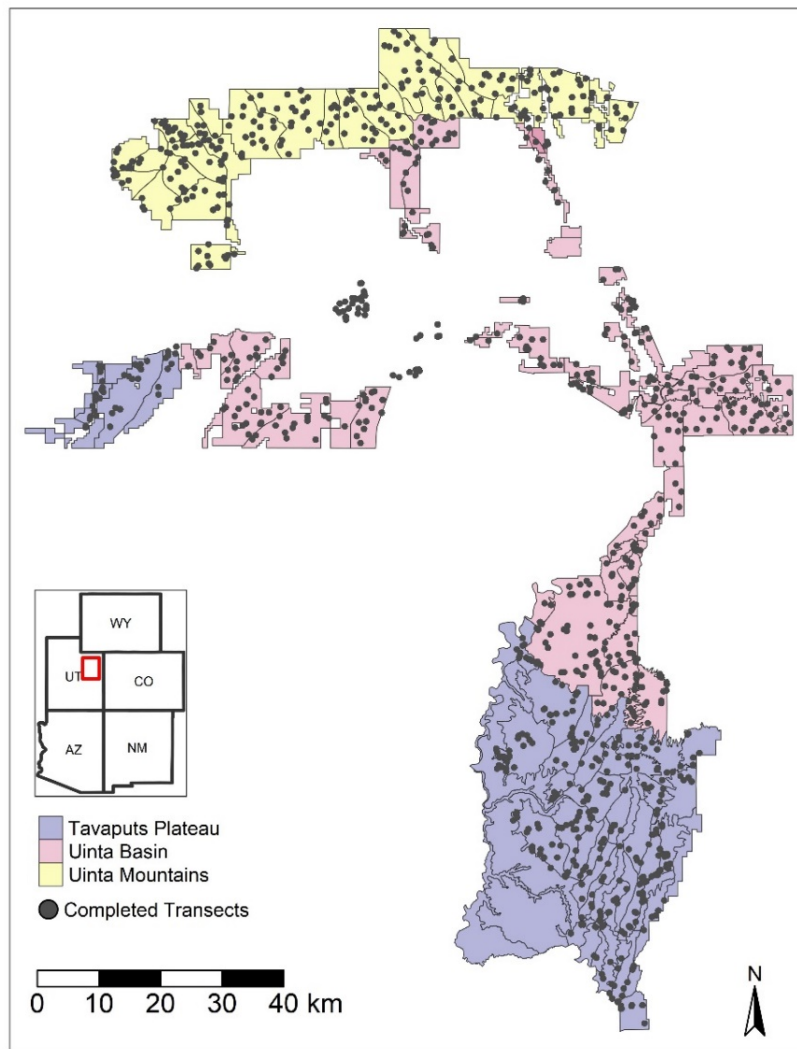 WY
UT
CO
AZ
NM
Tavaputs Plateau
Uinta Basin
Uinta Mountains
Completed Transects
0 10 20 30 40 km
N